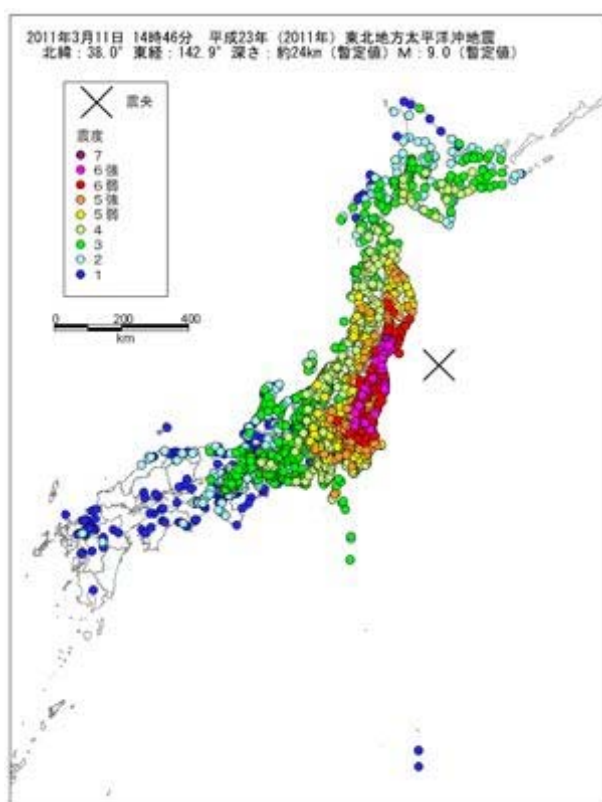 2011年3月11日 14時46分 平成23年（2011年）東北地方太平洋沖地震
北緯：38.0° 東経：142.9° 深さ：約24km（暫定値）M：9.0（暫定値）
震央
震度
7
6強
6弱
5強
5弱
4
3
2
1
0 200 400
km